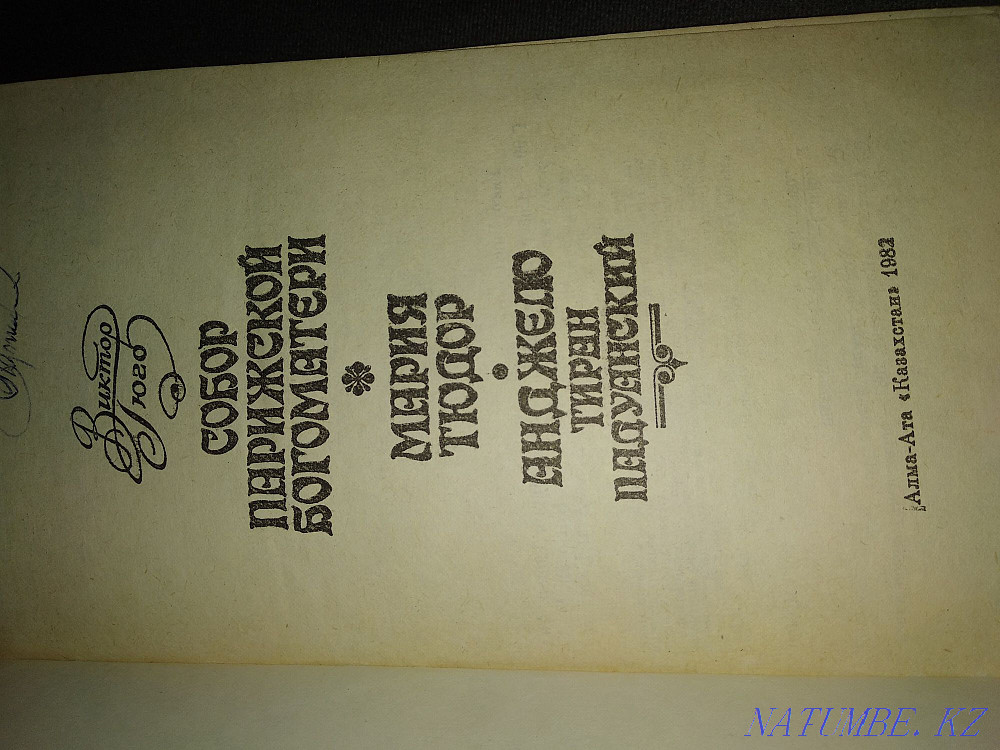 Виктор
Гюго
СОБОР
ПАРИЖСКОЙ
БОГОМАТЕРИ
МАРИЯ
ТЮДОР
АНДЖЕЛО
ТИРАН
ПАДУАНСКИЙ
Алма-Ата «Казахстан» 1982
NATUMBE.KZ